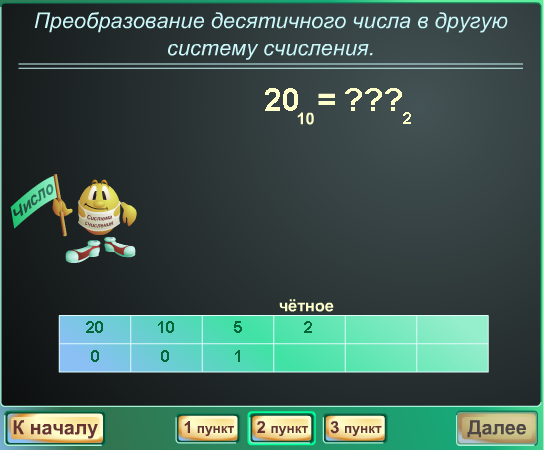 Преобразование десятичного числа в другую
систему счисления.
20₁₀ = ???₂
Число
Система
счисления
чётное
20 10 5 2
0 0 1
К началу 1 пункт 2 пункт 3 пункт Далее